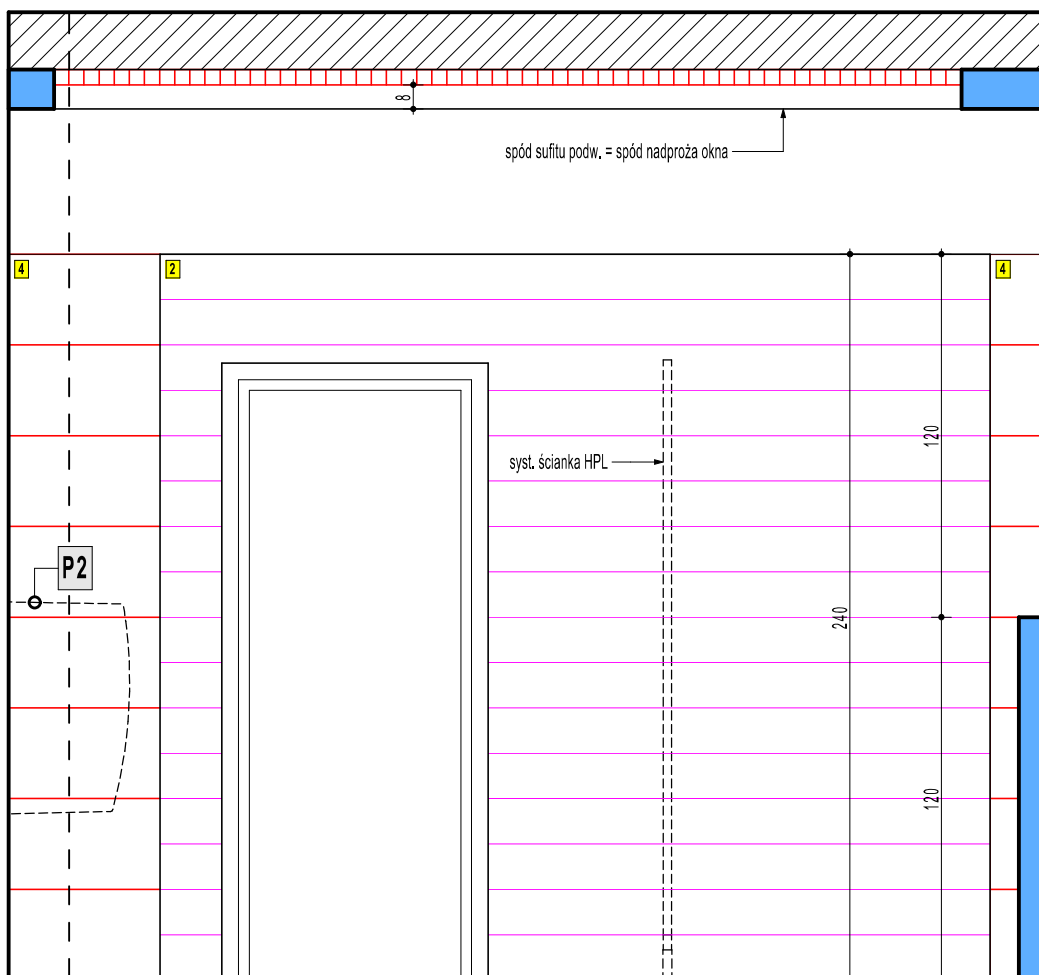 8
spód sufitu podw. = spód nadproża okna
4
2
4
120
syst. ścianka HPL
P2
240
120